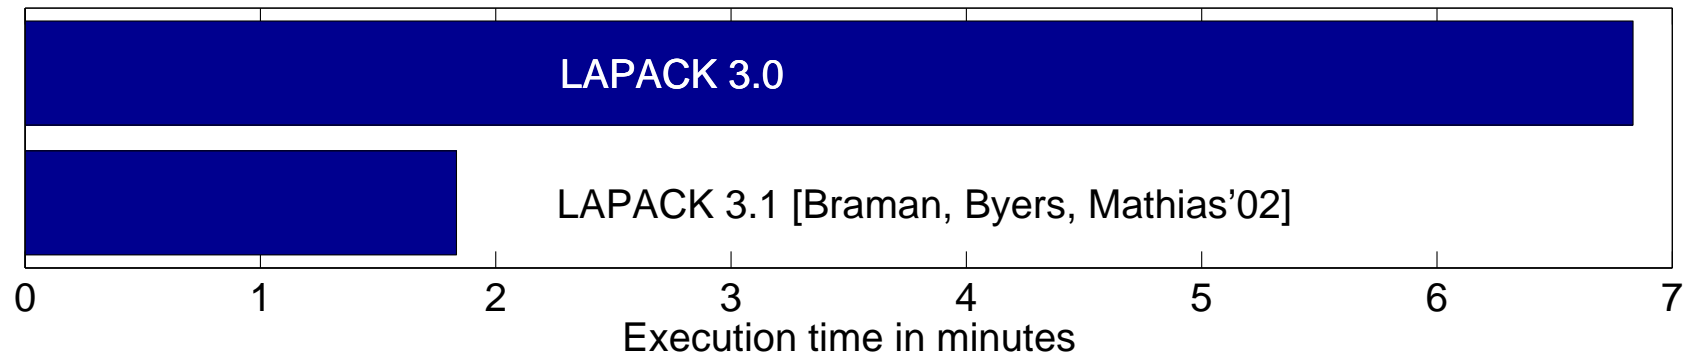 LAPACK 3.0
LAPACK 3.1 [Braman, Byers, Mathias’02]
0 1 2 3 4 5 6 7
Execution time in minutes